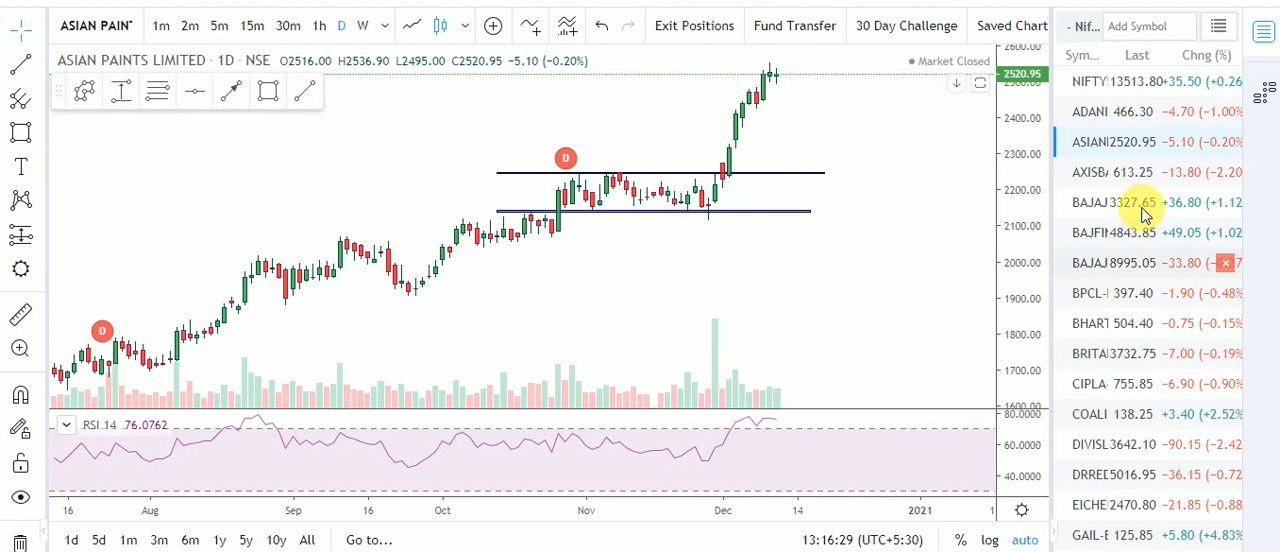 ASIAN PAIN 1m 2m 5m 15m 30m 1h D W Exit Positions Fund Transfer 30 Day Challenge Saved Chart
ASIAN PAINTS LIMITED · 1D · NSE O2516.00 H2536.90 L2495.00 C2520.95 −5.10 (−0.20%)
Market Closed
D
D
2600.00
2520.95
2500.00
2400.00
2300.00
2200.00
2100.00
2000.00
1900.00
1800.00
1700.00
1600.00
RSI 14 76.0762
80.0000
60.0000
40.0000
16 Aug Sep 16 Oct Nov Dec 14 2021 1
1d 5d 1m 3m 6m 1y 5y 10y All Go to... 13:16:29 (UTC+5:30) % log auto
- Nif... Add Symbol
Sym... Last Chng (%)
NIFTY 13513.80 +35.50 (+0.26
ADANI 466.30 −4.70 (−1.00%
ASIANI 2520.95 −5.10 (−0.20%
AXISB 613.25 −13.80 (−2.20
BAJAJ 3327.65 +36.80 (+1.12
BAJFI 4843.85 +49.05 (+1.02
BAJAJ 8995.05 −33.80
BPCL- 397.40 −1.90 (−0.48%
BHART 504.40 −0.75 (−0.15%
BRITA 3732.75 −7.00 (−0.19%
CIPLA- 755.85 −6.90 (−0.90%
COALI 138.25 +3.40 (+2.52%
DIVISL 3642.10 −90.15 (−2.42
DRREE 5016.95 −36.15 (−0.72
EICHE 2470.80 −21.85 (−0.88
GAIL-E 125.85 +5.80 (+4.83%